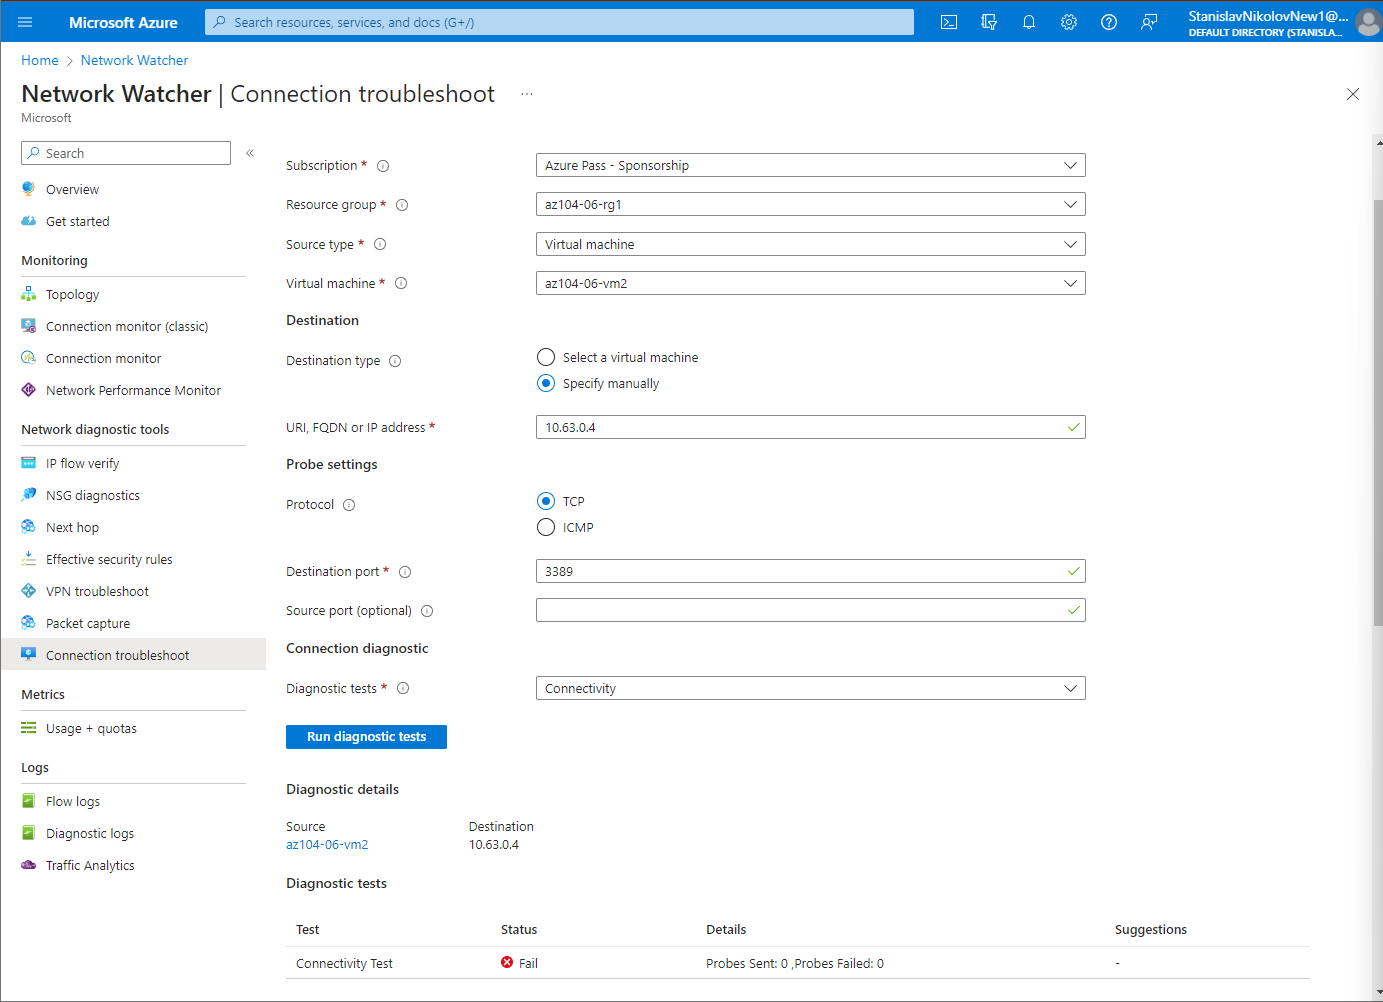 Microsoft Azure
Search resources, services, and docs (G+/)
StanislavNikolovNew1@...
DEFAULT DIRECTORY (STANISLA...
Home > Network Watcher
Network Watcher | Connection troubleshoot ...
Microsoft
Search «
Overview
Get started
Monitoring
Topology
Connection monitor (classic)
Connection monitor
Network Performance Monitor
Network diagnostic tools
IP flow verify
NSG diagnostics
Next hop
Effective security rules
VPN troubleshoot
Packet capture
Connection troubleshoot
Metrics
Usage + quotas
Logs
Flow logs
Diagnostic logs
Traffic Analytics
Subscription * Azure Pass - Sponsorship
Resource group * az104-06-rg1
Source type * Virtual machine
Virtual machine * az104-06-vm2
Destination
Destination type
Select a virtual machine
Specify manually
URI, FQDN or IP address * 10.63.0.4
Probe settings
Protocol
TCP
ICMP
Destination port * 3389
Source port (optional)
Connection diagnostic
Diagnostic tests * Connectivity
Run diagnostic tests
Diagnostic details
Source Destination
az104-06-vm2 10.63.0.4
Diagnostic tests
Test Status Details Suggestions
Connectivity Test Fail Probes Sent: 0 ,Probes Failed: 0 -